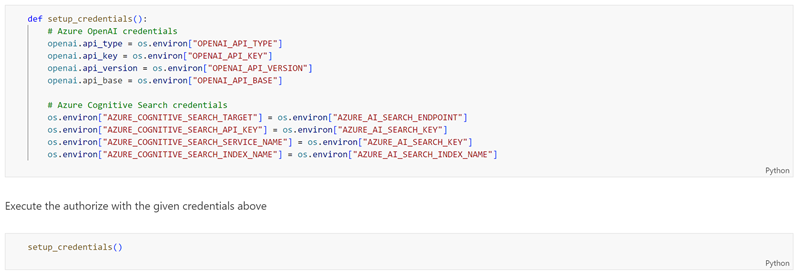 def setup_credentials():
    # Azure OpenAI credentials
    openai.api_type = os.environ["OPENAI_API_TYPE"]
    openai.api_key = os.environ["OPENAI_API_KEY"]
    openai.api_version = os.environ["OPENAI_API_VERSION"]
    openai.api_base = os.environ["OPENAI_API_BASE"]

    # Azure Cognitive Search credentials
    os.environ["AZURE_COGNITIVE_SEARCH_TARGET"] = os.environ["AZURE_AI_SEARCH_ENDPOINT"]
    os.environ["AZURE_COGNITIVE_SEARCH_API_KEY"] = os.environ["AZURE_AI_SEARCH_KEY"]
    os.environ["AZURE_COGNITIVE_SEARCH_SERVICE_NAME"] = os.environ["AZURE_AI_SEARCH_KEY"]
    os.environ["AZURE_COGNITIVE_SEARCH_INDEX_NAME"] = os.environ["AZURE_AI_SEARCH_INDEX_NAME"]
Python
Execute the authorize with the given credentials above
setup_credentials()
Python